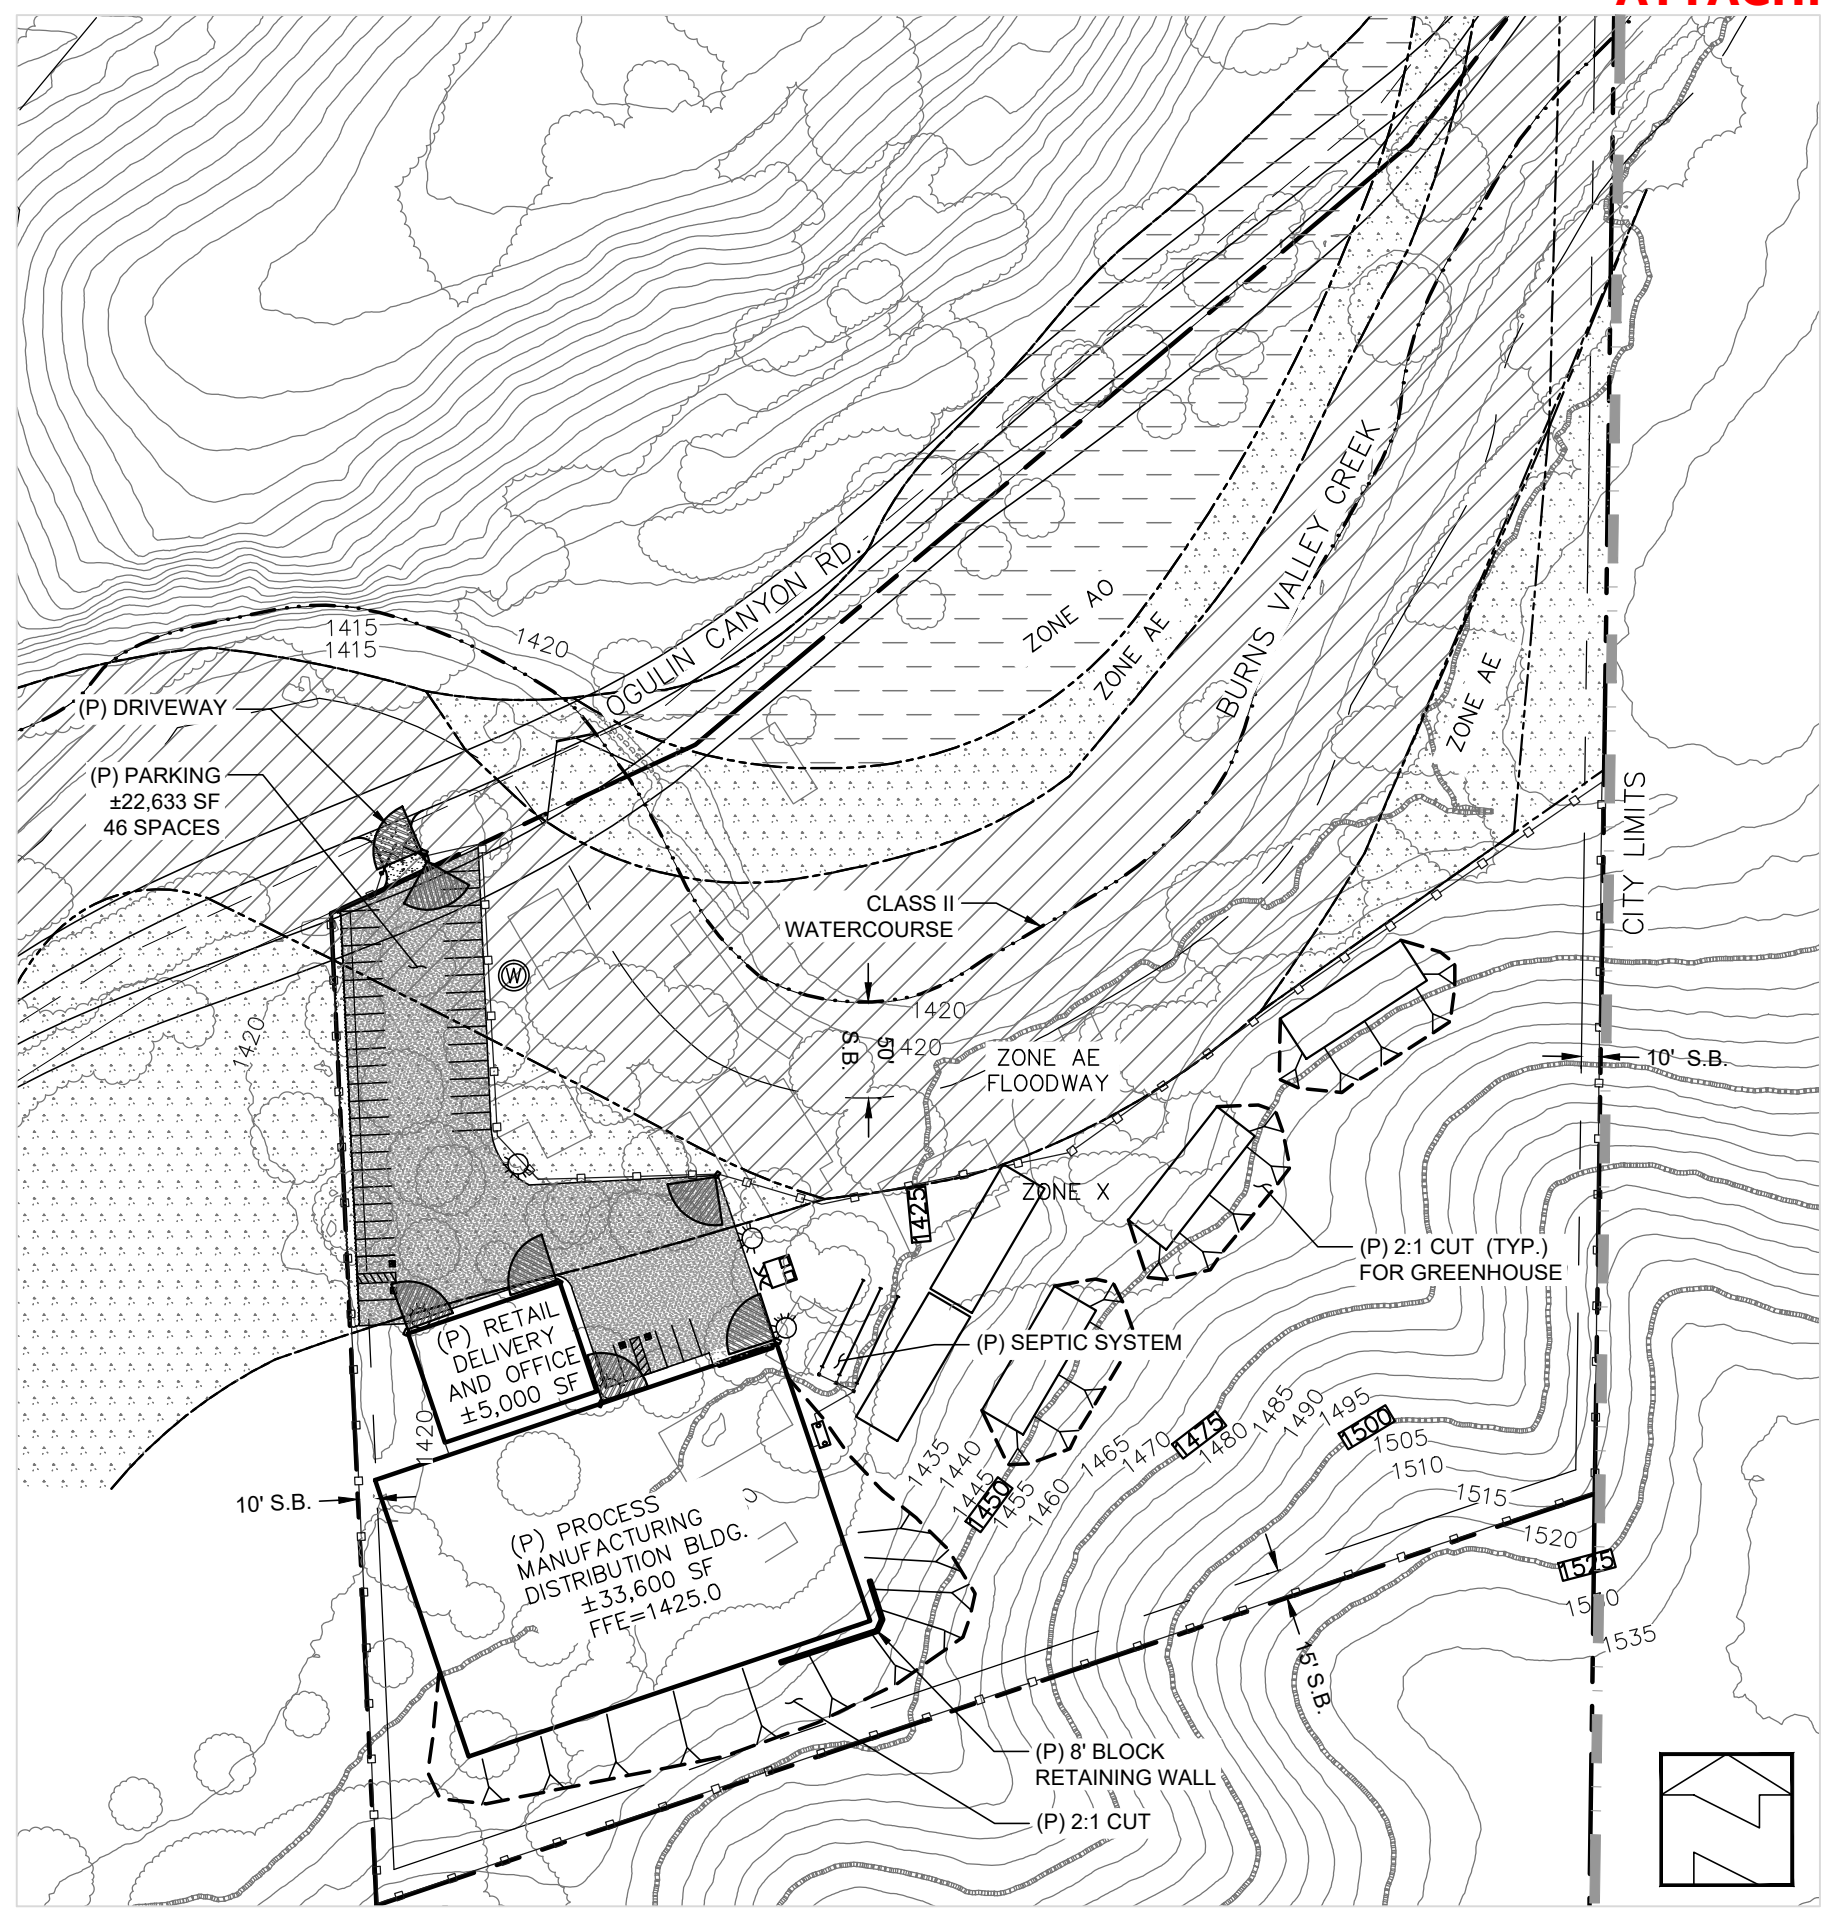 1415
1415
1420
(P) DRIVEWAY
(P) PARKING
±22,633 SF
46 SPACES
OGULIN CANYON RD.
ZONE AO
ZONE AE
BURNS VALLEY CREEK
ZONE AE
CITY LIMITS
CLASS II
WATERCOURSE
W
1420
50'
S.B.
1420
1420
ZONE AE
FLOODWAY
10' S.B.
ZONE X
1425
(P) 2:1 CUT (TYP.)
FOR GREENHOUSE
(P) RETAIL
DELIVERY
AND OFFICE
±5,000 SF
(P) SEPTIC SYSTEM
1420
1435
1440
1445
1450
1455
1460
1465
1470
1475
1480
1485
1490
1495
1500
1505
1510
1515
1520
1525
1535
10' S.B.
(P) PROCESS
MANUFACTURING
DISTRIBUTION BLDG.
±33,600 SF
FFE=1425.0
15' S.B.
(P) 8' BLOCK
RETAINING WALL
(P) 2:1 CUT